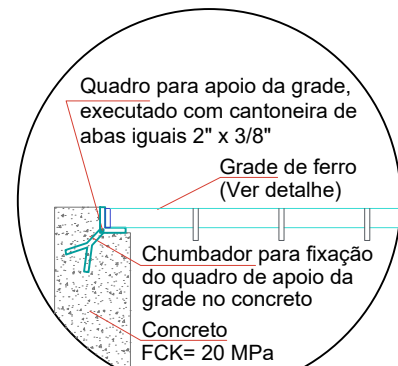 Quadro para apoio da grade,
executado com cantoneira de
abas iguais 2" x 3/8"
Grade de ferro
(Ver detalhe)
Chumbador para fixação
do quadro de apoio da
grade no concreto
Concreto
FCK= 20 MPa